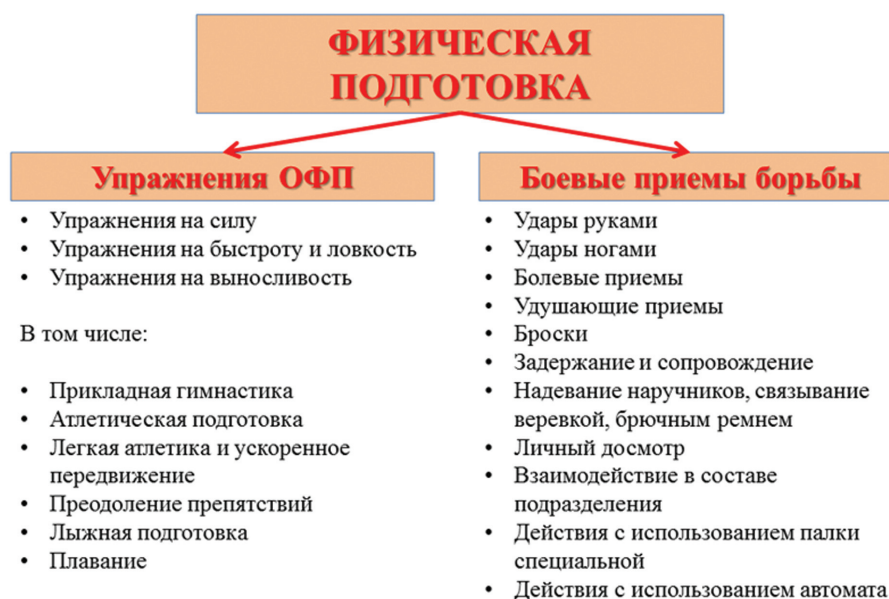 ФИЗИЧЕСКАЯ
ПОДГОТОВКА
Упражнения ОФП
• Упражнения на силу
• Упражнения на быстроту и ловкость
• Упражнения на выносливость
В том числе:
• Прикладная гимнастика
• Атлетическая подготовка
• Легкая атлетика и ускоренное
передвижение
• Преодоление препятствий
• Лыжная подготовка
• Плавание
Боевые приемы борьбы
• Удары руками
• Удары ногами
• Болевые приемы
• Удушающие приемы
• Броски
• Задержание и сопровождение
• Надевание наручников, связывание
веревкой, брючным ремнем
• Личный досмотр
• Взаимодействие в составе
подразделения
• Действия с использованием палки
специальной
• Действия с использованием автомата